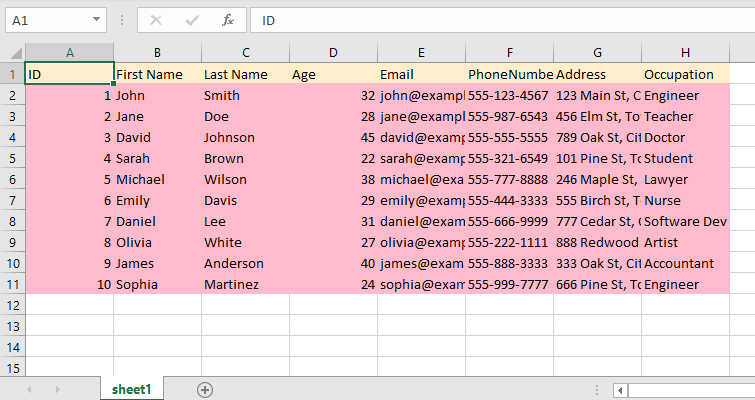 A1 fx ID
A B C D E F G H
1 ID First Name Last Name Age Email PhoneNumbe Address Occupation
2 1 John Smith 32 john@exampl 555-123-4567 123 Main St, C Engineer
3 2 Jane Doe 28 jane@example 555-987-6543 456 Elm St, To Teacher
4 3 David Johnson 45 david@examp 555-555-5555 789 Oak St, Cit Doctor
5 4 Sarah Brown 22 sarah@examp 555-321-6549 101 Pine St, To Student
6 5 Michael Wilson 38 michael@exa 555-777-8888 246 Maple St, Lawyer
7 6 Emily Davis 29 emily@examp 555-444-3333 555 Birch St, T Nurse
8 7 Daniel Lee 31 daniel@exam 555-666-9999 777 Cedar St, Software Dev
9 8 Olivia White 27 olivia@examp 555-222-1111 888 Redwood Artist
10 9 James Anderson 40 james@exam 555-888-3333 333 Oak St, Cit Accountant
11 10 Sophia Martinez 24 sophia@exam 555-999-7777 666 Pine St, To Engineer
12
13
14
15
sheet1